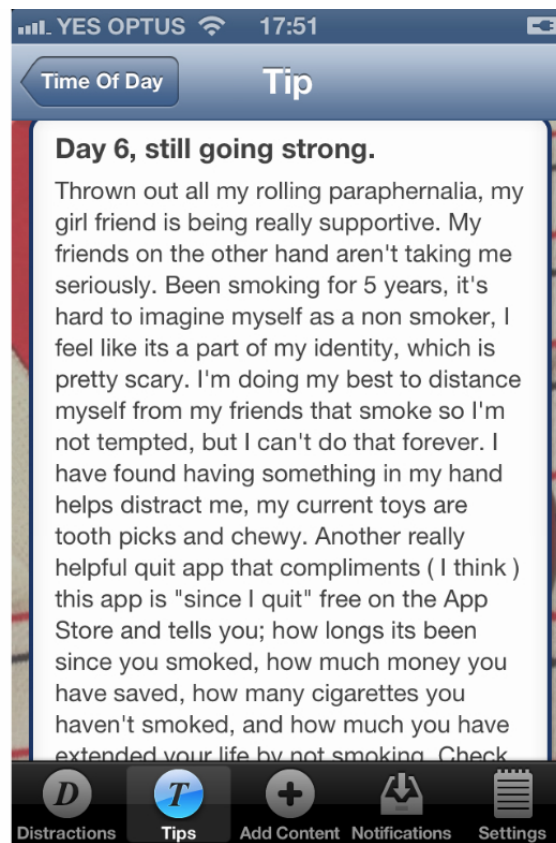 YES OPTUS 17:51
Time Of Day
Tip
Day 6, still going strong.
Thrown out all my rolling paraphernalia, my
girl friend is being really supportive. My
friends on the other hand aren't taking me
seriously. Been smoking for 5 years, it's
hard to imagine myself as a non smoker, I
feel like its a part of my identity, which is
pretty scary. I'm doing my best to distance
myself from my friends that smoke so I'm
not tempted, but I can't do that forever. I
have found having something in my hand
helps distract me, my current toys are
tooth picks and chewy. Another really
helpful quit app that compliments ( I think )
this app is "since I quit" free on the App
Store and tells you; how longs its been
since you smoked, how much money you
have saved, how many cigarettes you
haven't smoked, and how much you have
extended your life by not smoking. Check
D T
Distractions Tips Add Content Notifications Settings